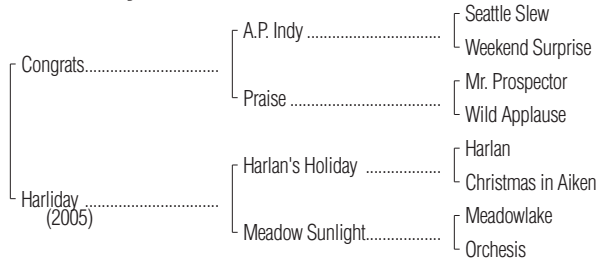 Seattle Slew
A.P. Indy ..............................
Weekend Surprise
Congrats..............................
Mr. Prospector
Praise ..................................
Wild Applause
Harlan
Harlan's Holiday .................
Christmas in Aiken
Harliday ..............................
(2005)
Meadowlake
Meadow Sunlight.................
Orchesis